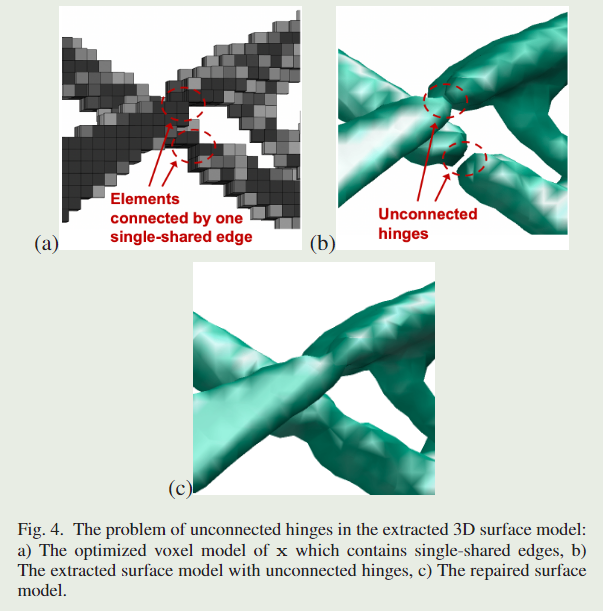 Elements
connected by one
single-shared edge
(a)
Unconnected
hinges
(b)
(c)
Fig. 4. The problem of unconnected hinges in the extracted 3D surface model:
a) The optimized voxel model of x which contains single-shared edges, b)
The extracted surface model with unconnected hinges, c) The repaired surface
model.